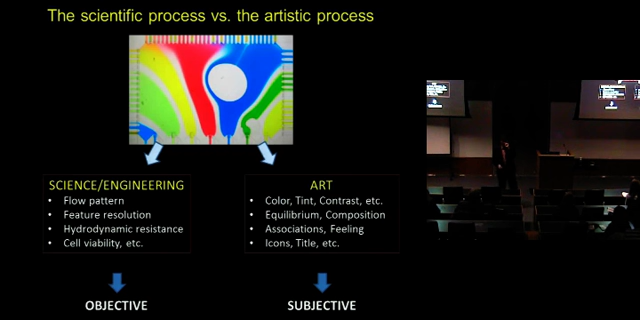 The scientific process vs. the artistic process
SCIENCE/ENGINEERING
• Flow pattern
• Feature resolution
• Hydrodynamic resistance
• Cell viability, etc.
OBJECTIVE
ART
• Color, Tint, Contrast, etc.
• Equilibrium, Composition
• Associations, Feeling
• Icons, Title, etc.
SUBJECTIVE